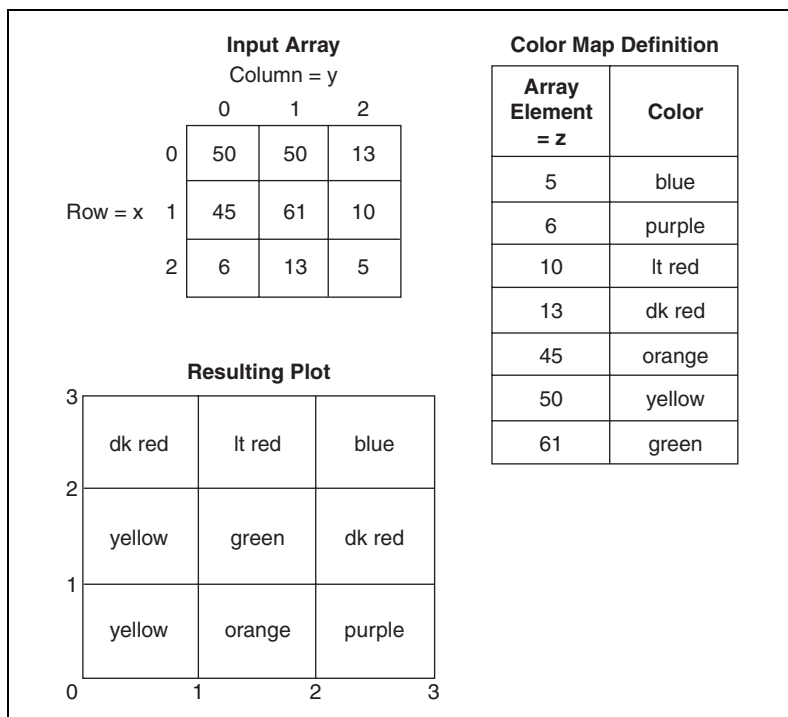 Input Array
Column = y
0 1 2
0 50 50 13
Row = x 1 45 61 10
2 6 13 5
Color Map Definition
Array Element = z Color
5 blue
6 purple
10 lt red
13 dk red
45 orange
50 yellow
61 green
Resulting Plot
3
dk red lt red blue
2
yellow green dk red
1
yellow orange purple
0 1 2 3